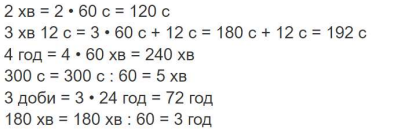 2 хв = 2 • 60 с = 120 с
3 хв 12 с = 3 • 60 с + 12 с = 180 с + 12 с = 192 с
4 год = 4 • 60 хв = 240 хв
300 с = 300 с : 60 = 5 хв
3 доби = 3 • 24 год = 72 год
180 хв = 180 хв : 60 = 3 год